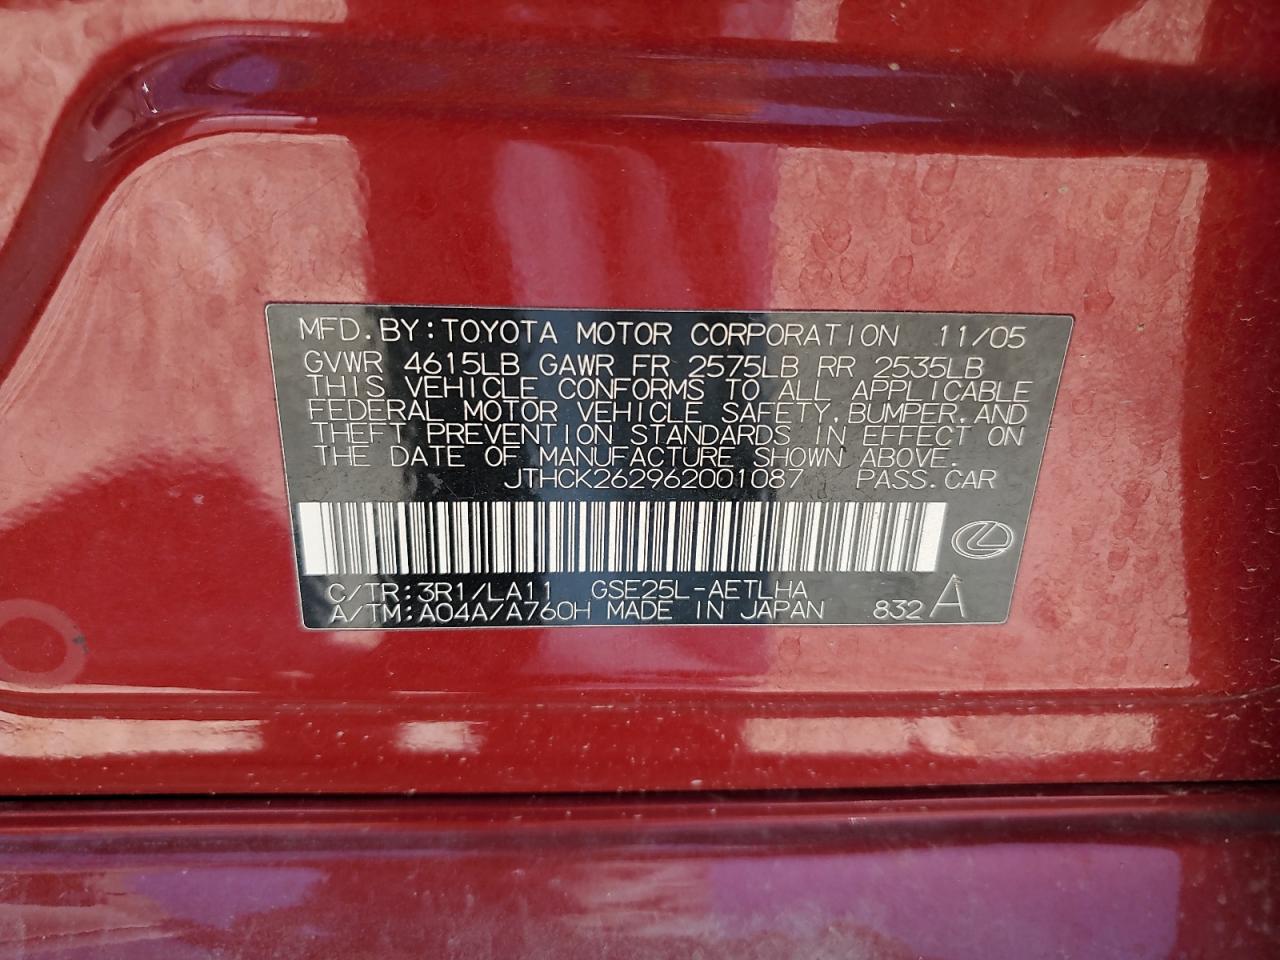 MFD.BY:TOYOTA MOTOR CORPORATION 11/05
GVWR 4615LB GAWR FR 2575LB RR 2535LB
THIS VEHICLE CONFORMS TO ALL APPLICABLE
FEDERAL MOTOR VEHICLE SAFETY,BUMPER,AND
THEFT PREVENTION STANDARDS IN EFFECT ON
THE DATE OF MANUFACTURE SHOWN ABOVE.
JTHCK262962001087 PASS.CAR
C/TR:3R1/LA11 GSE25L-AETLHA
A/TM:A04A/A760H MADE IN JAPAN 832 A